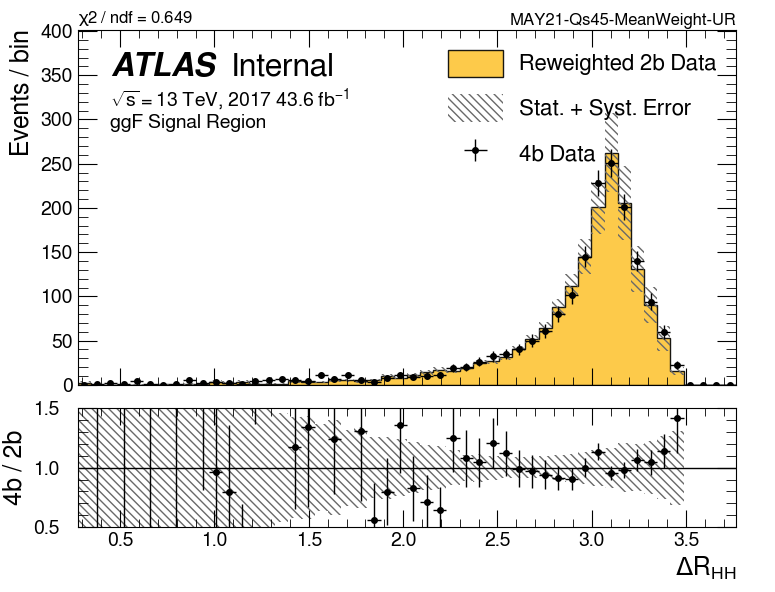 χ2 / ndf = 0.649
MAY21-Qs45-MeanWeight-UR
ATLAS Internal
√s = 13 TeV, 2017 43.6 fb⁻¹
ggF Signal Region
Reweighted 2b Data
Stat. + Syst. Error
4b Data
Events / bin
400
350
300
250
200
150
100
50
0
4b / 2b
1.5
1.0
0.5
0.5 1.0 1.5 2.0 2.5 3.0 3.5
ΔR_HH